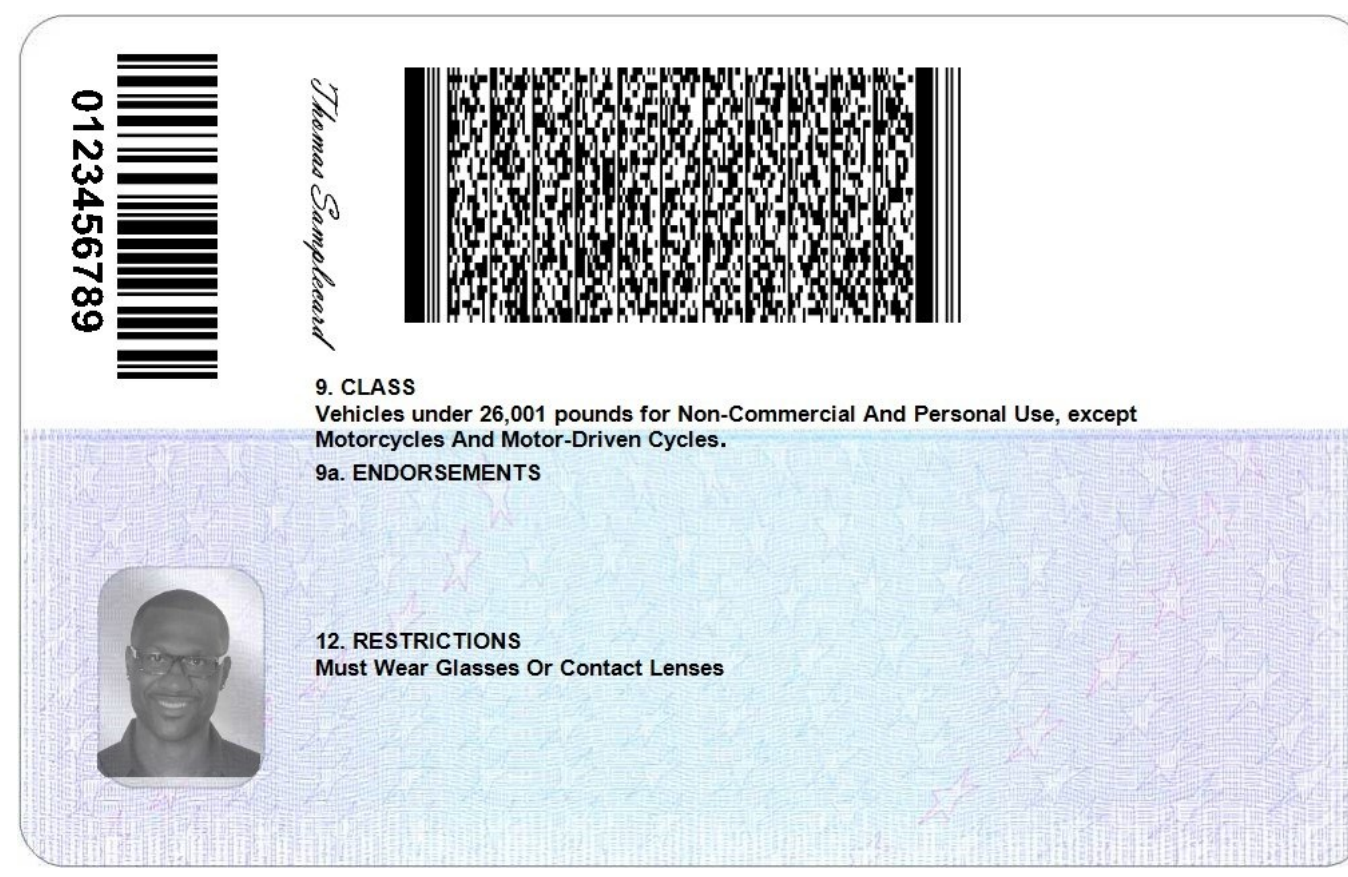 0123456789
Thomas Samplecard
9. CLASS
Vehicles under 26,001 pounds for Non-Commercial And Personal Use, except
Motorcycles And Motor-Driven Cycles.
9a. ENDORSEMENTS
12. RESTRICTIONS
Must Wear Glasses Or Contact Lenses